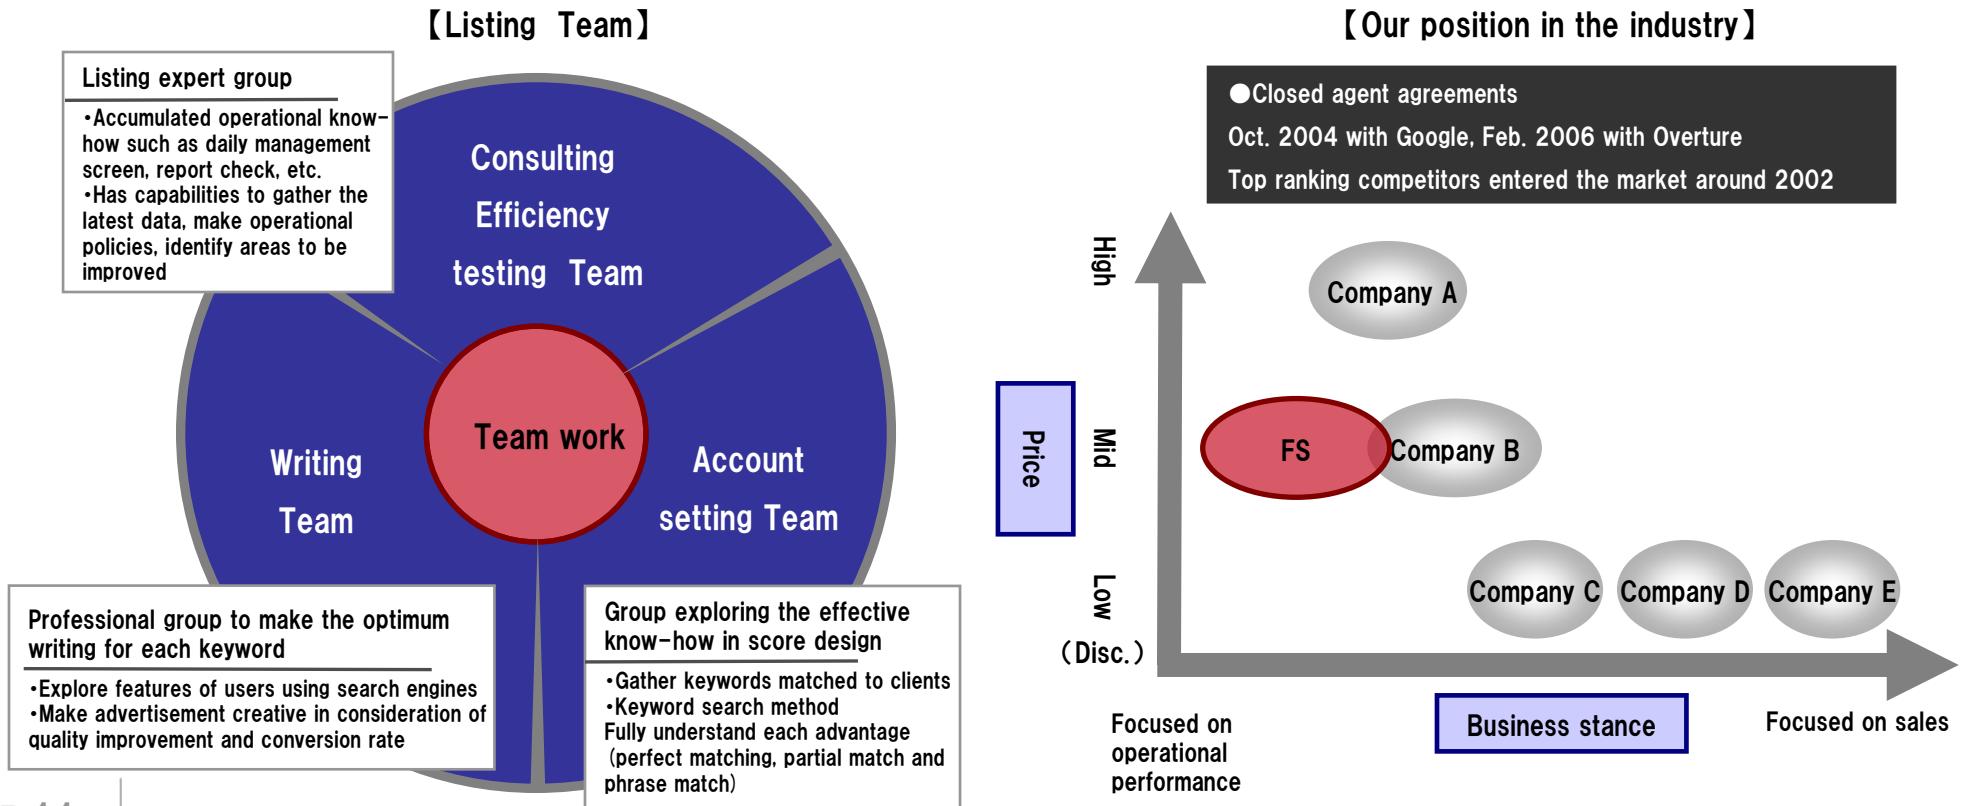 【Listing Team】
Listing expert group
・Accumulated operational know-
how such as daily management
screen, report check, etc.
・Has capabilities to gather the
latest data, make operational
policies, identify areas to be
improved
Consulting
Efficiency
testing Team
Team work
Writing
Team
Account
setting Team
Professional group to make the optimum
writing for each keyword
・Explore features of users using search engines
・Make advertisement creative in consideration of
quality improvement and conversion rate
Group exploring the effective
know-how in score design
・Gather keywords matched to clients
・Keyword search method
Fully understand each advantage
(perfect matching, partial match and
phrase match)
【Our position in the industry】
●Closed agent agreements
Oct. 2004 with Google, Feb. 2006 with Overture
Top ranking competitors entered the market around 2002
High
Company A
Price
Mid
FS
Company B
Low
Company C
Company D
Company E
(Disc.)
Focused on
operational
performance
Business stance
Focused on sales